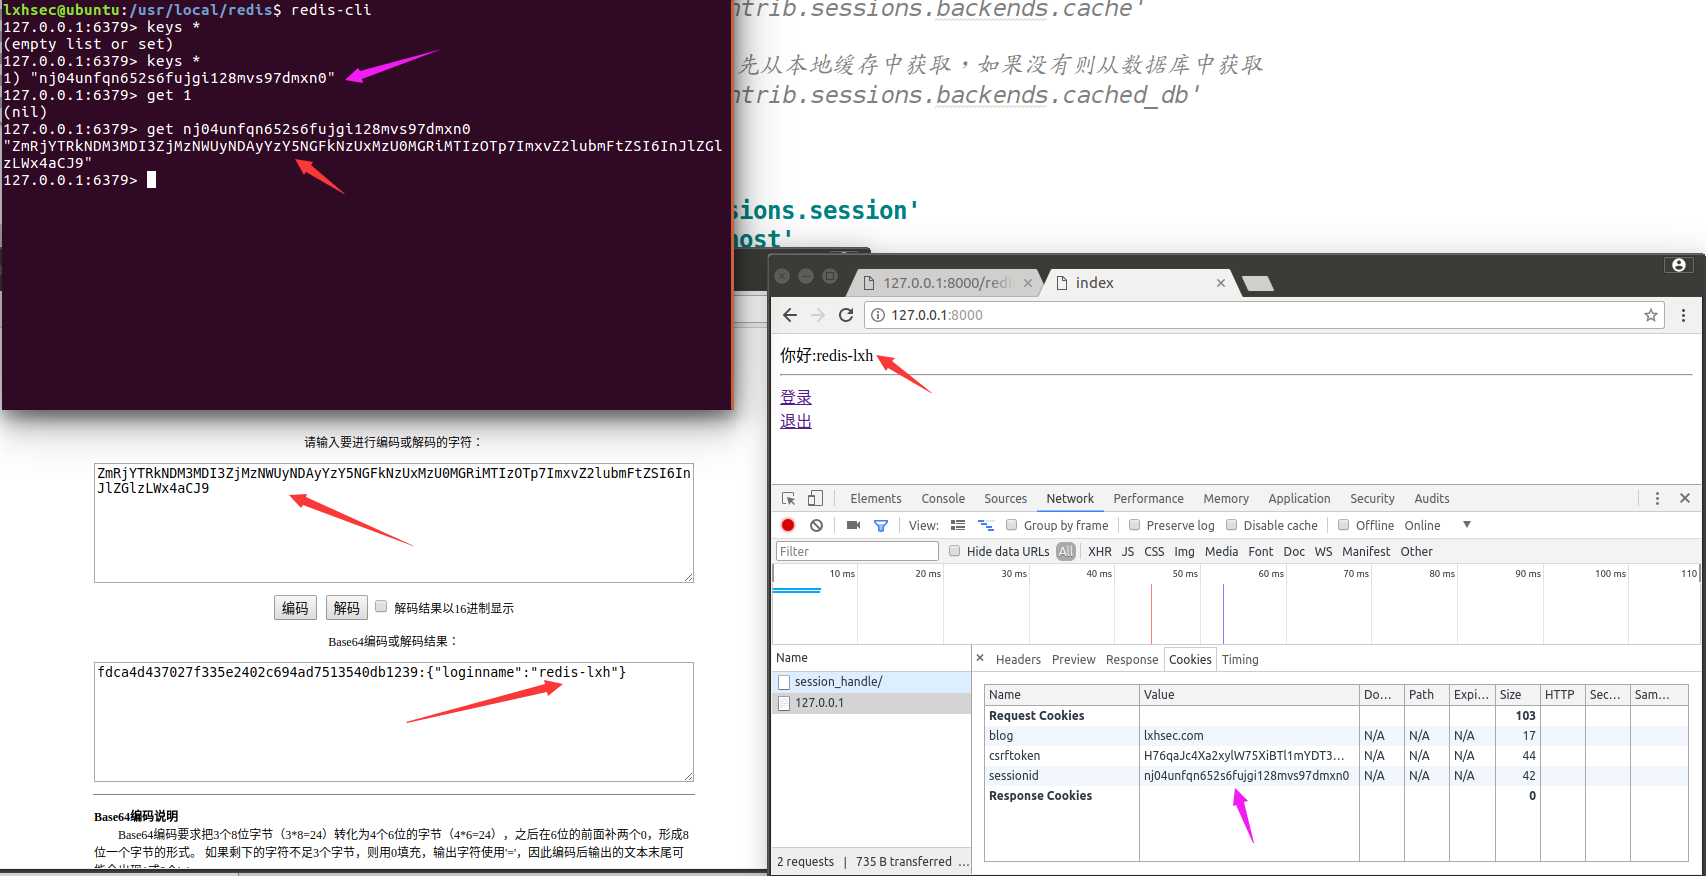 lxhsec@ubuntu:/usr/local/redis$ redis-cli
127.0.0.1:6379> keys *
(empty list or set)
127.0.0.1:6379> keys *
1) "nj04unfqn652s6fujgi128mvs97dmxn0"
127.0.0.1:6379> get 1
(nil)
127.0.0.1:6379> get nj04unfqn652s6fujgi128mvs97dmxn0
"ZmRjYTRkNDM3MDI3ZjMzNWUyNDAyYzY5NGFkNzUxMzU0MGRiMTIzOTp7ImxvZ2lubmFtZSI6InJlZGl
zLWx4aCJ9"
127.0.0.1:6379>
ntrib.sessions.backends.cache'
先从本地缓存中获取，如果没有则从数据库中获取
ntrib.sessions.backends.cached_db'
sions.session'
host'
请输入要进行编码或解码的字符：
ZmRjYTRkNDM3MDI3ZjMzNWUyNDAyYzY5NGFkNzUxMzU0MGRiMTIzOTp7ImxvZ2lubmFtZSI6In
JlZGlzLWx4aCJ9
编码 解码 解码结果以16进制显示
Base64编码或解码结果：
fdca4d437027f335e2402c694ad7513540db1239:{"loginname":"redis-lxh"}
Base64编码说明
Base64编码要求把3个8位字节（3*8=24）转化为4个6位的字节（4*6=24），之后在6位的前面补两个0，形成8
位一个字节的形式。 如果剩下的字符不足3个字节，则用0填充，输出字符使用'='，因此编码后输出的文本末尾可
127.0.0.1:8000/redi index
127.0.0.1:8000
你好:redis-lxh
登录
退出
Elements Console Sources Network Performance Memory Application Security Audits
View: Group by frame Preserve log Disable cache Offline Online
Filter Hide data URLs All XHR JS CSS Img Media Font Doc WS Manifest Other
10 ms 20 ms 30 ms 40 ms 50 ms 60 ms 70 ms 80 ms 90 ms 100 ms 110
Name
session_handle/
127.0.0.1
2 requests | 735 B transferred ...
Headers Preview Response Cookies Timing
Name Value Do... Path Expi... Size HTTP Sec... Sam...
Request Cookies 103
blog lxhsec.com N/A N/A N/A 17
csrftoken H76qaJc4Xa2xylW75XiBTl1mYDT3... N/A N/A N/A 44
sessionid nj04unfqn652s6fujgi128mvs97dmxn0 N/A N/A N/A 42
Response Cookies 0